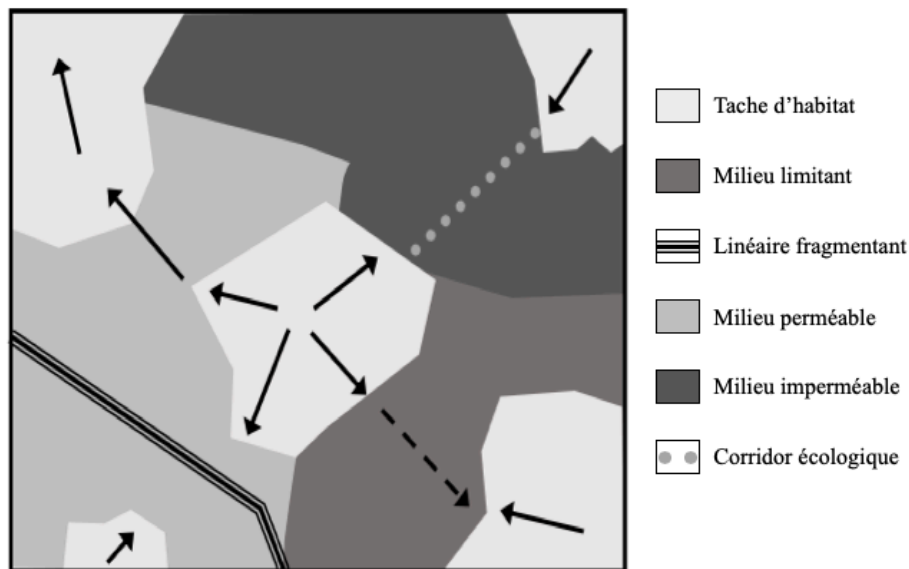 Tache d’habitat
Milieu limitant
Linéaire fragmentant
Milieu perméable
Milieu imperméable
Corridor écologique